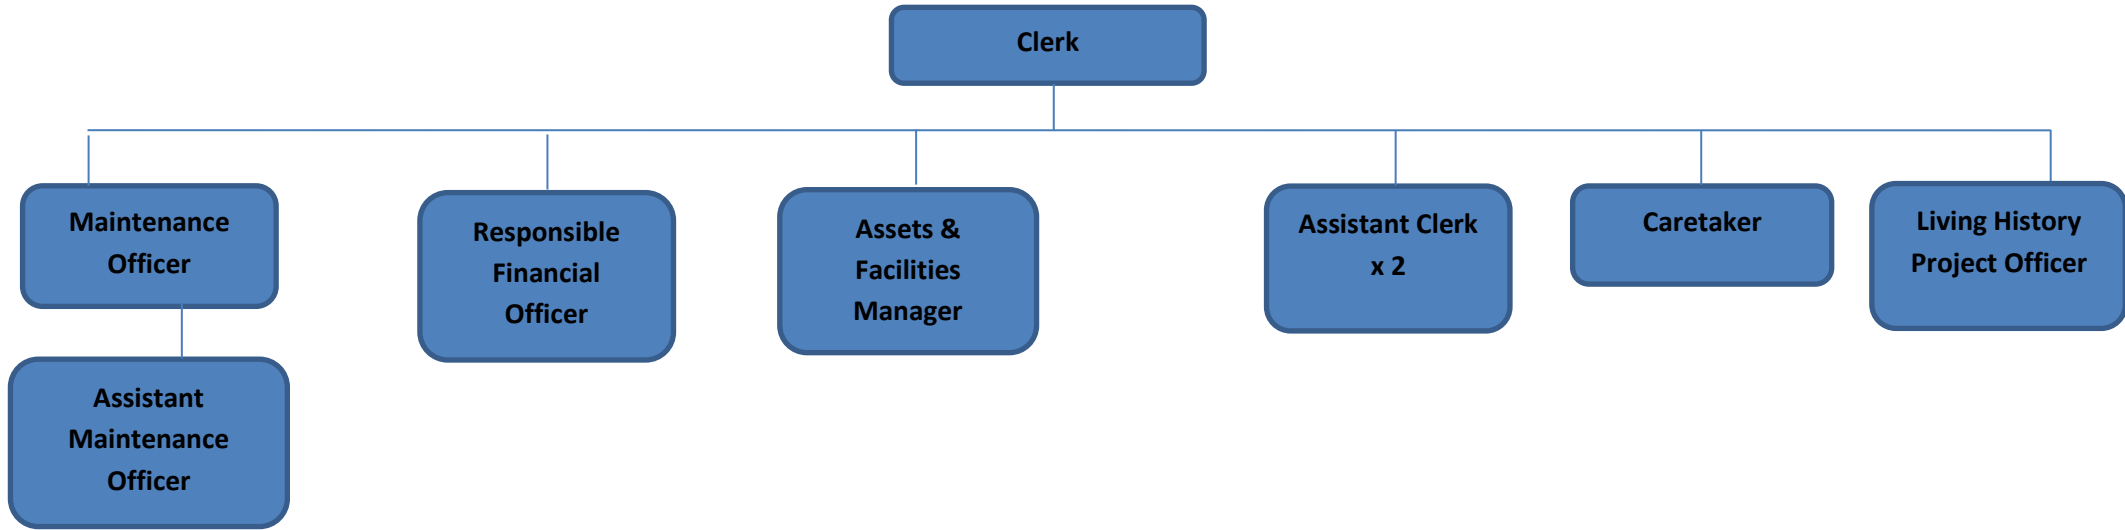 Clerk
Maintenance
Officer
Responsible
Financial
Officer
Assets &
Facilities
Manager
Assistant Clerk
x 2
Caretaker
Living History
Project Officer
Assistant
Maintenance
Officer